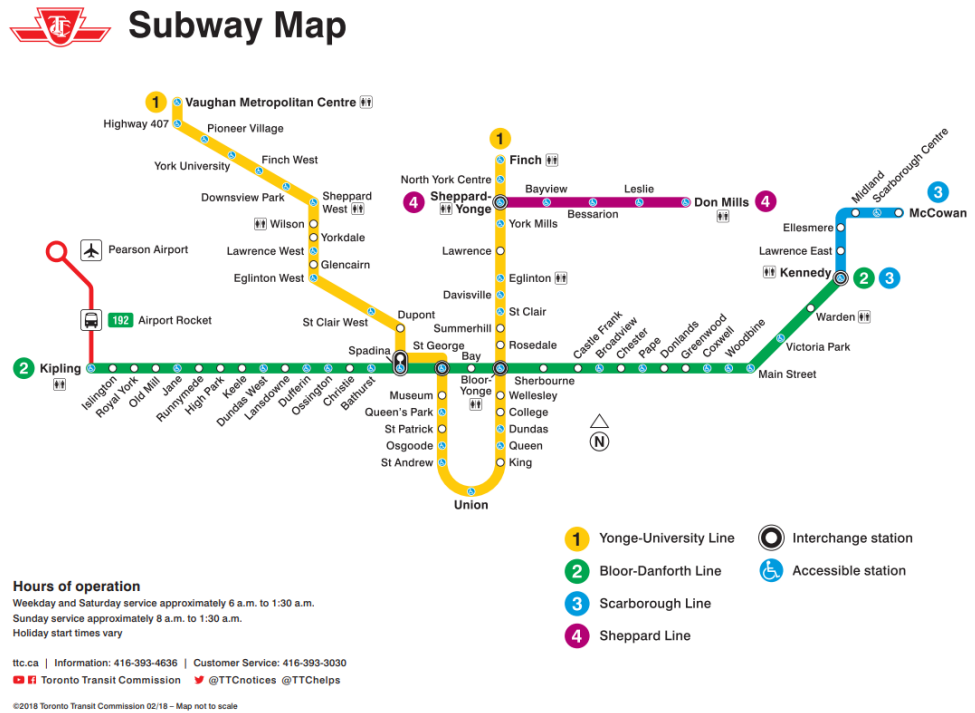 TTC
Subway Map
1
Vaughan Metropolitan Centre
Highway 407
Pioneer Village
York University
Finch West
Downsview Park
Sheppard
West
Wilson
Yorkdale
Lawrence West
Glencairn
Eglinton West
St Clair West
Dupont
Spadina
St George
Bay
1
Finch
North York Centre
4
Sheppard-
Yonge
Bayview
Bessarion
Leslie
Don Mills
4
York Mills
Lawrence
Eglinton
Davisville
St Clair
Summerhill
Rosedale
Bloor-
Yonge
Midland
Scarborough Centre
3
McCowan
Ellesmere
Lawrence East
Kennedy
2
3
Warden
Victoria Park
Main Street
Pearson Airport
192
Airport Rocket
2
Kipling
Islington
Royal York
Old Mill
Jane
Runnymede
High Park
Keele
Dundas West
Lansdowne
Dufferin
Ossington
Christie
Bathurst
Sherbourne
Castle Frank
Broadview
Chester
Pape
Donlands
Greenwood
Coxwell
Woodbine
Museum
Queen's Park
St Patrick
Osgoode
St Andrew
Union
Wellesley
College
Dundas
Queen
King
N
1 Yonge-University Line
2 Bloor-Danforth Line
3 Scarborough Line
4 Sheppard Line
Interchange station
Accessible station
Hours of operation
Weekday and Saturday service approximately 6 a.m. to 1:30 a.m.
Sunday service approximately 8 a.m. to 1:30 a.m.
Holiday start times vary
ttc.ca | Information: 416-393-4636 | Customer Service: 416-393-3030
Toronto Transit Commission @TTCnotices @TTChelps
©2018 Toronto Transit Commission 02/18 – Map not to scale